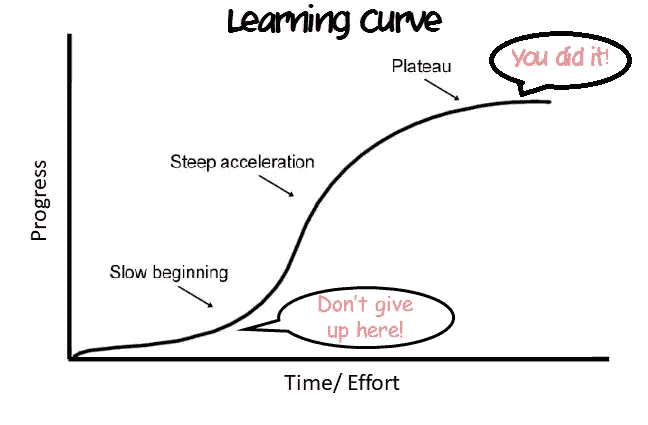 Learning Curve
You did it!
Plateau
Steep acceleration
Progress
Slow beginning
Don't give
up here!
Time/ Effort